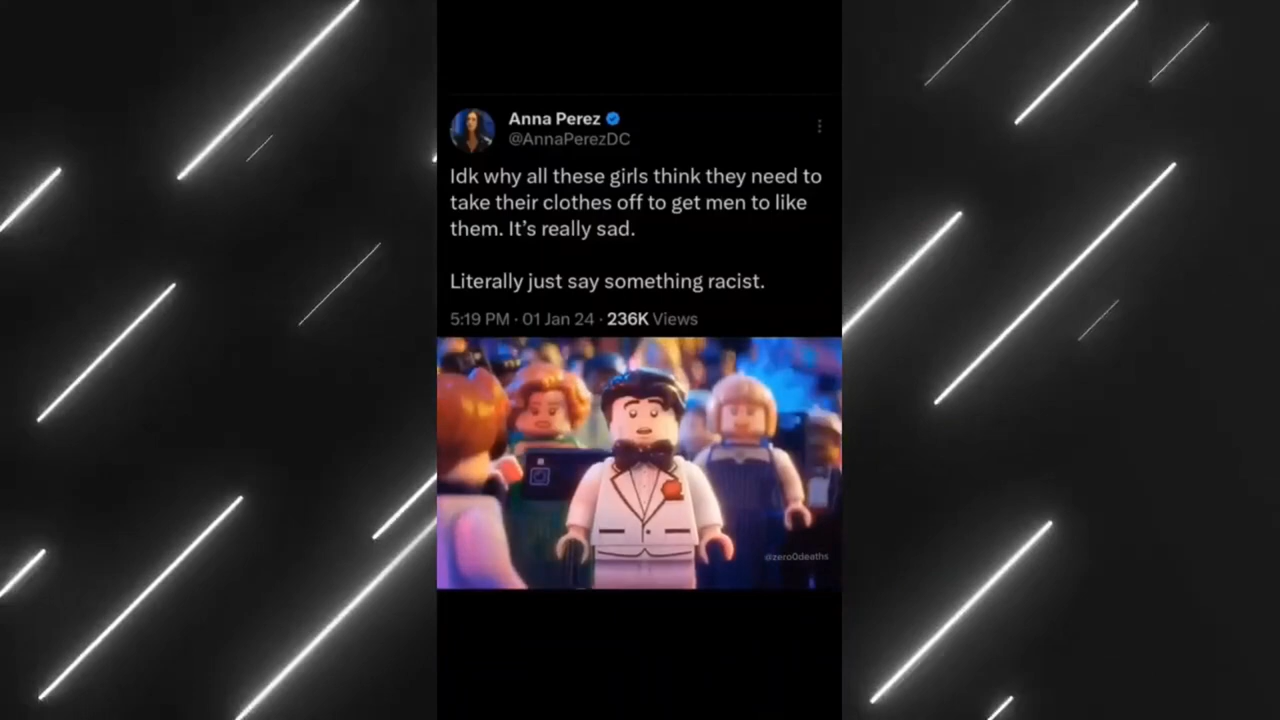 Anna Perez
@AnnaPerezDC
Idk why all these girls think they need to
take their clothes off to get men to like
them. It’s really sad.
Literally just say something racist.
5:19 PM · 01 Jan 24 · 236K Views
@zero0deaths